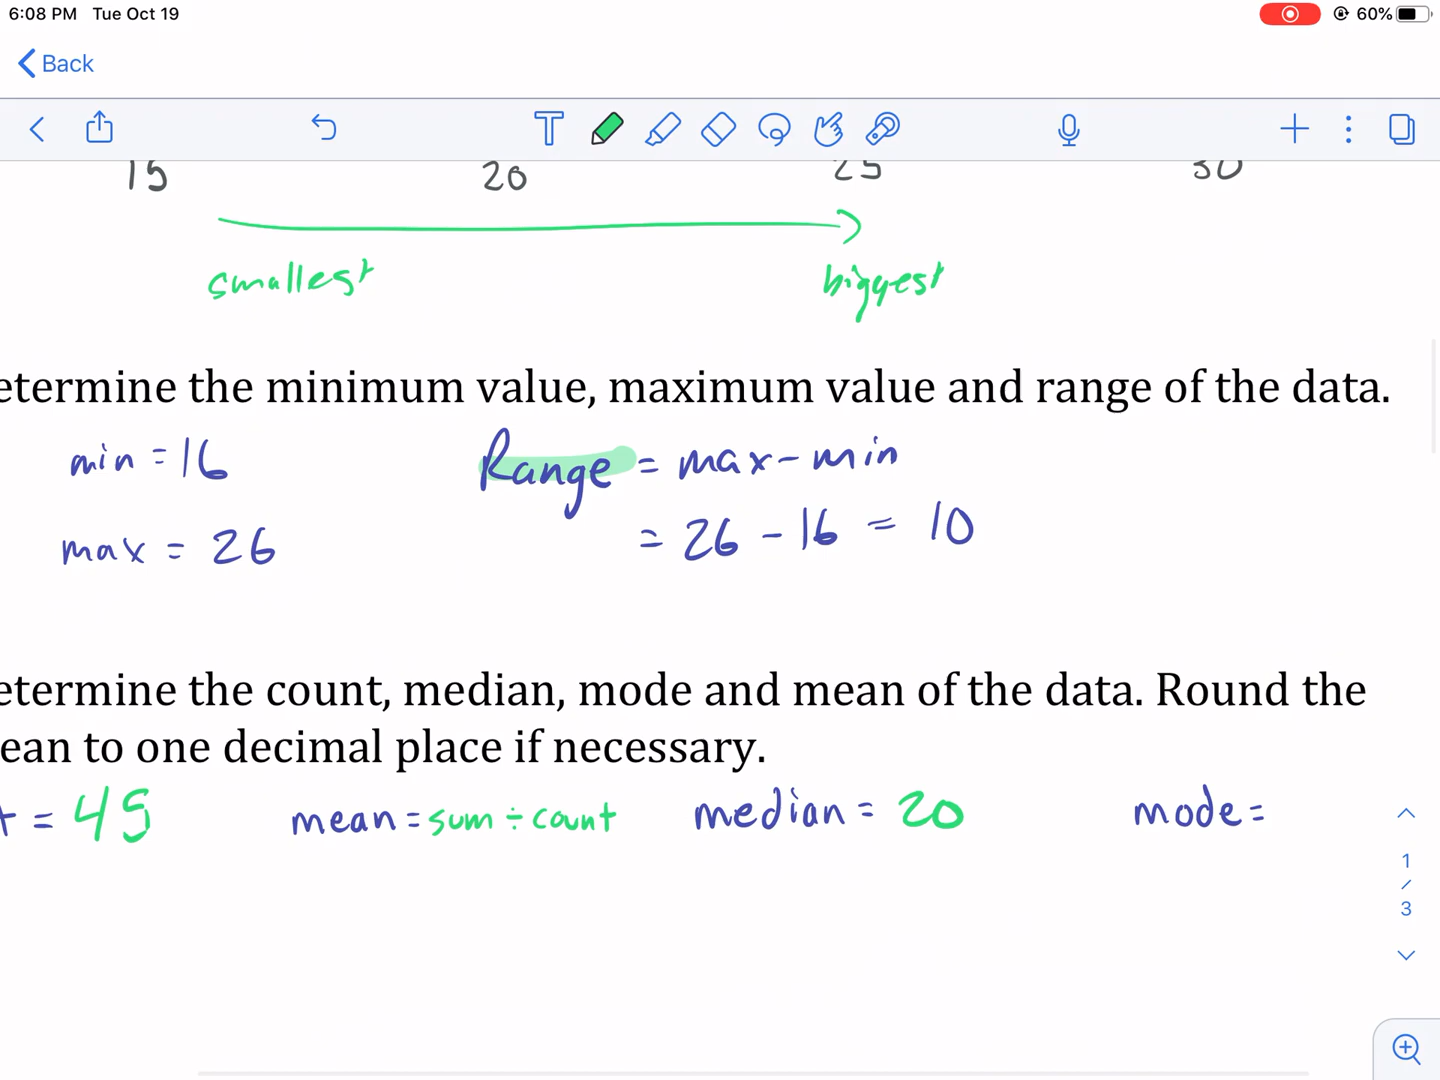 6:08 PM Tue Oct 19 60%
Back
15 20 25 30
smallest biggest
etermine the minimum value, maximum value and range of the data.
min = 16 Range = max - min
max = 26 = 26 - 16 = 10
etermine the count, median, mode and mean of the data. Round the
ean to one decimal place if necessary.
t = 45 mean = sum ÷ count median = 20 mode =
1
/
3